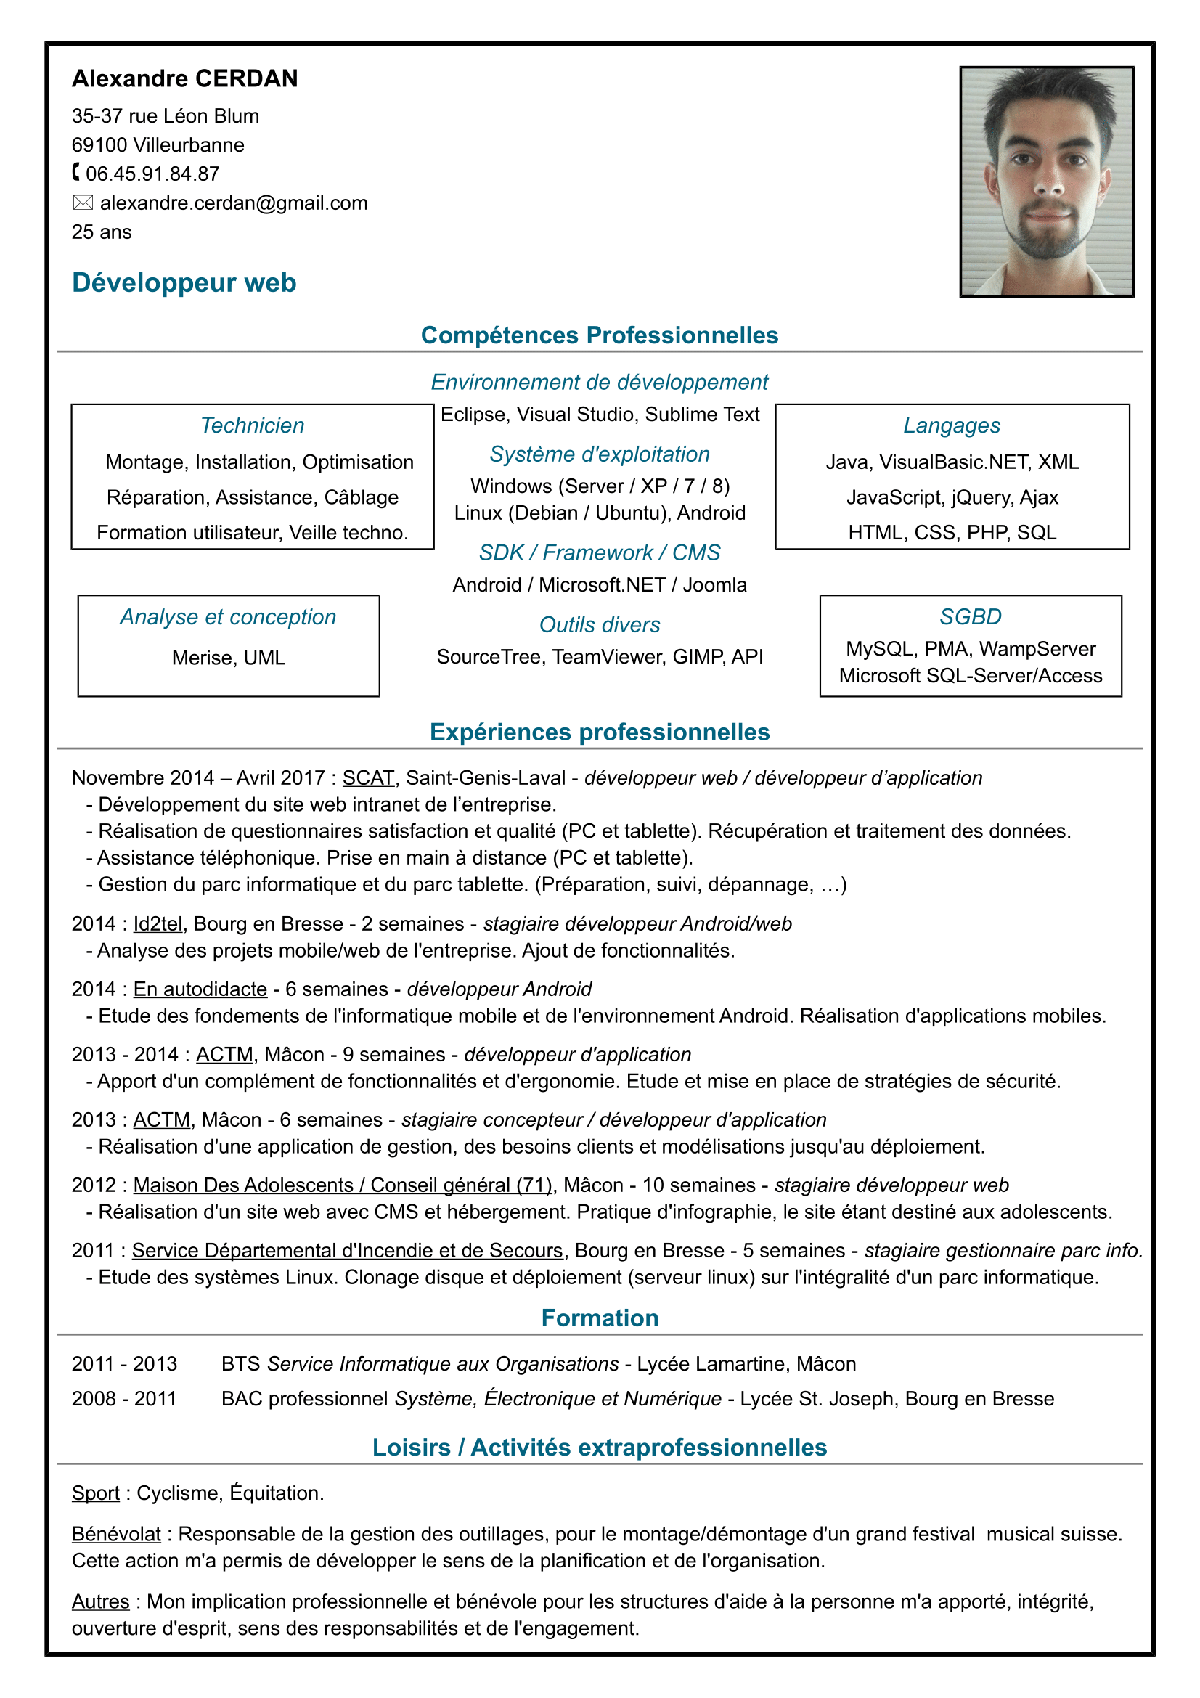 Alexandre CERDAN
35-37 rue Léon Blum
69100 Villeurbanne
06.45.91.84.87
alexandre.cerdan@gmail.com
25 ans
Développeur web
Compétences Professionnelles
Technicien
Montage, Installation, Optimisation
Réparation, Assistance, Câblage
Formation utilisateur, Veille techno.
Analyse et conception
Merise, UML
Environnement de développement
Eclipse, Visual Studio, Sublime Text
Système d'exploitation
Windows (Server / XP / 7 / 8)
Linux (Debian / Ubuntu), Android
SDK / Framework / CMS
Android / Microsoft.NET / Joomla
Outils divers
SourceTree, TeamViewer, GIMP, API
Langages
Java, VisualBasic.NET, XML
JavaScript, jQuery, Ajax
HTML, CSS, PHP, SQL
SGBD
MySQL, PMA, WampServer
Microsoft SQL-Server/Access
Expériences professionnelles
Novembre 2014 – Avril 2017 : SCAT, Saint-Genis-Laval - développeur web / développeur d'application
- Développement du site web intranet de l'entreprise.
- Réalisation de questionnaires satisfaction et qualité (PC et tablette). Récupération et traitement des données.
- Assistance téléphonique. Prise en main à distance (PC et tablette).
- Gestion du parc informatique et du parc tablette. (Préparation, suivi, dépannage, …)
2014 : Id2tel, Bourg en Bresse - 2 semaines - stagiaire développeur Android/web
- Analyse des projets mobile/web de l'entreprise. Ajout de fonctionnalités.
2014 : En autodidacte - 6 semaines - développeur Android
- Etude des fondements de l'informatique mobile et de l'environnement Android. Réalisation d'applications mobiles.
2013 - 2014 : ACTM, Mâcon - 9 semaines - développeur d'application
- Apport d'un complément de fonctionnalités et d'ergonomie. Etude et mise en place de stratégies de sécurité.
2013 : ACTM, Mâcon - 6 semaines - stagiaire concepteur / développeur d'application
- Réalisation d'une application de gestion, des besoins clients et modélisations jusqu'au déploiement.
2012 : Maison Des Adolescents / Conseil général (71), Mâcon - 10 semaines - stagiaire développeur web
- Réalisation d'un site web avec CMS et hébergement. Pratique d'infographie, le site étant destiné aux adolescents.
2011 : Service Départemental d'Incendie et de Secours, Bourg en Bresse - 5 semaines - stagiaire gestionnaire parc info.
- Etude des systèmes Linux. Clonage disque et déploiement (serveur linux) sur l'intégralité d'un parc informatique.
Formation
2011 - 2013 BTS Service Informatique aux Organisations - Lycée Lamartine, Mâcon
2008 - 2011 BAC professionnel Système, Électronique et Numérique - Lycée St. Joseph, Bourg en Bresse
Loisirs / Activités extraprofessionnelles
Sport : Cyclisme, Équitation.
Bénévolat : Responsable de la gestion des outillages, pour le montage/démontage d'un grand festival musical suisse.
Cette action m'a permis de développer le sens de la planification et de l'organisation.
Autres : Mon implication professionnelle et bénévole pour les structures d'aide à la personne m'a apporté, intégrité,
ouverture d'esprit, sens des responsabilités et de l'engagement.